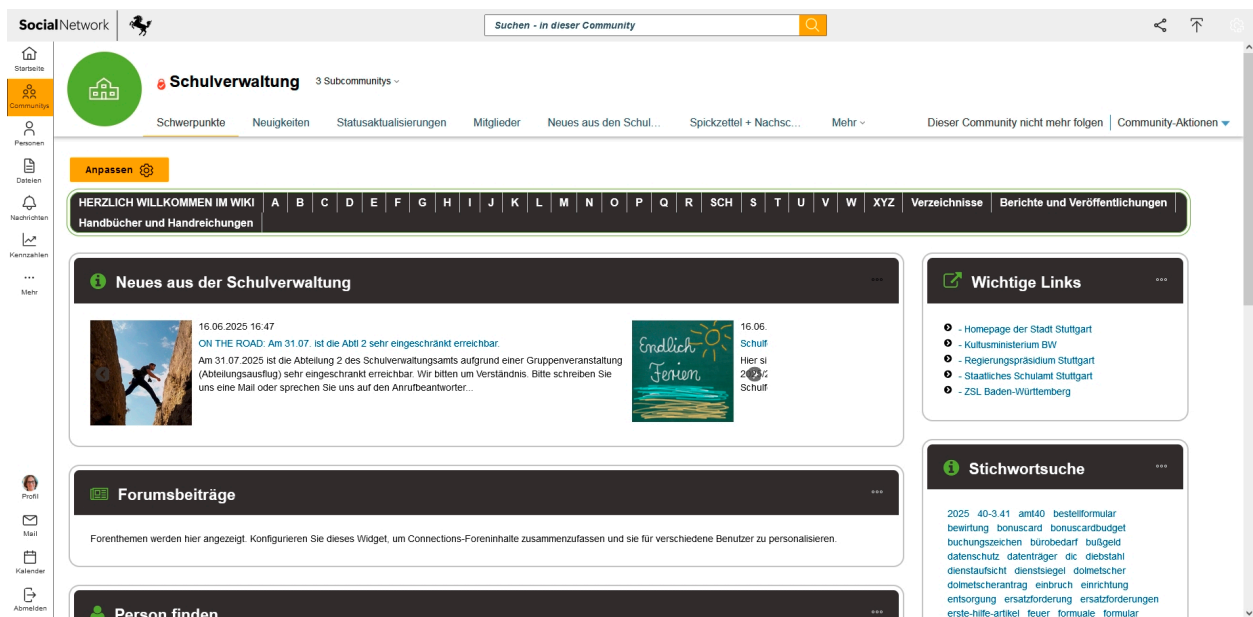 SocialNetwork
Suchen - in dieser Community
Startseite
Communitys
Personen
Dateien
Nachrichten
Kennzahlen
Mehr
Profil
Mail
Kalender
Abmelden
Schulverwaltung 3 Subcommunitys
Schwerpunkte Neuigkeiten Statusaktualisierungen Mitglieder Neues aus den Schul... Spickzettel + Nachsc... Mehr Dieser Community nicht mehr folgen Community-Aktionen
Anpassen
HERZLICH WILLKOMMEN IM WIKI A B C D E F G H I J K L M N O P Q R SCH S T U V W XYZ Verzeichnisse Berichte und Veröffentlichungen
Handbücher und Handreichungen
Neues aus der Schulverwaltung
16.06.2025 16:47
ON THE ROAD: Am 31.07. ist die Abtl 2 sehr eingeschränkt erreichbar.
Am 31.07.2025 ist die Abteilung 2 des Schulverwaltungsamts aufgrund einer Gruppenveranstaltung
(Abteilungsausflug) sehr eingeschrankt erreichbar. Wir bitten um Verständnis. Bitte schreiben Sie
uns eine Mail oder sprechen Sie uns auf den Anrufbeantworter...
Endlich
Ferien
16.06.
Schulf
Hier si
Schulf
Forumsbeiträge
Forenthemen werden hier angezeigt. Konfigurieren Sie dieses Widget, um Connections-Foreninhalte zusammenzufassen und sie für verschiedene Benutzer zu personalisieren.
Person finden
Wichtige Links
- Homepage der Stadt Stuttgart
- Kultusministerium BW
- Regierungspräsidium Stuttgart
- Staatliches Schulamt Stuttgart
- ZSL Baden-Württemberg
Stichwortsuche
2025 40-3.41 amt40 bestellformular
bewirtung bonuscard bonuscardbudget
buchungszeichen bürobedarf bußgeld
datenschutz datenträger dic diebstahl
dienstaufsicht dienstsiegel dolmetscher
dolmetscherantrag einbruch einrichtung
entsorgung ersatzforderung ersatzforderungen
erste-hilfe-artikel feuer formuale formular